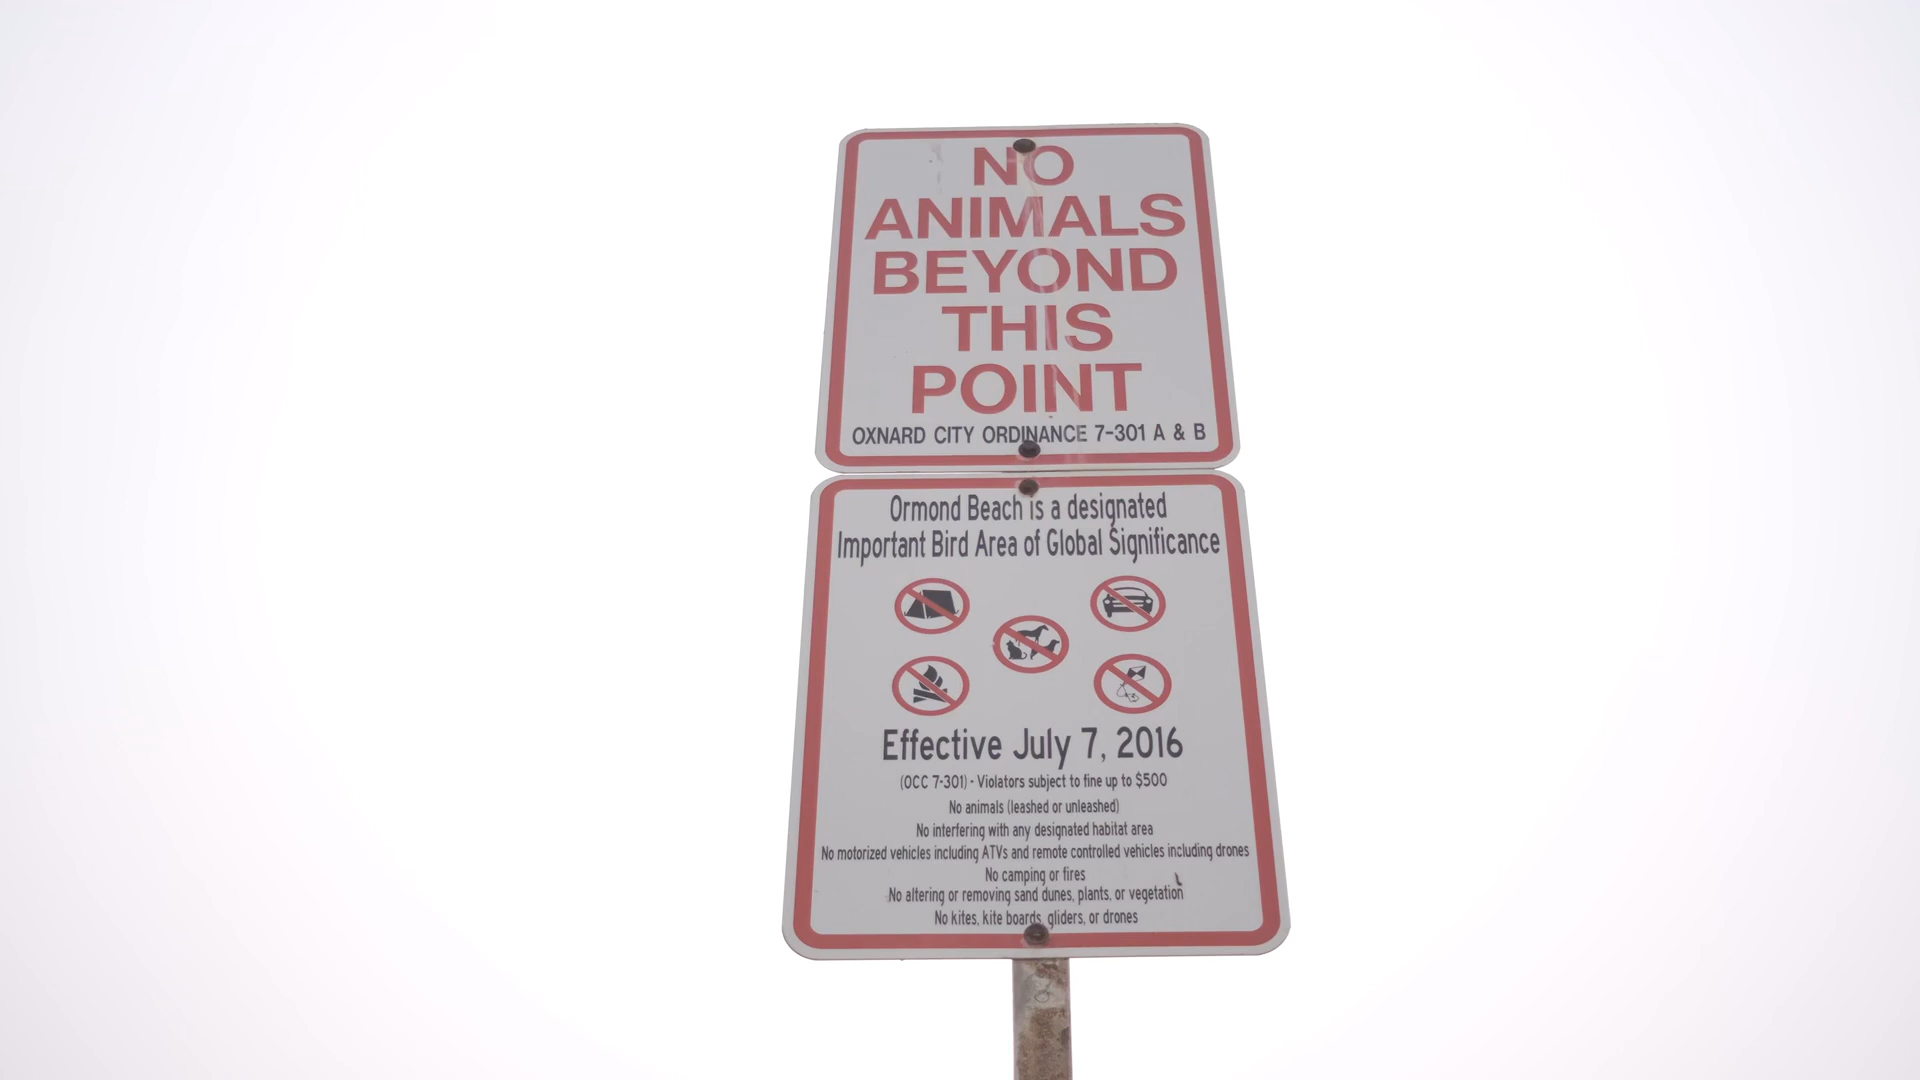 NO
ANIMALS
BEYOND
THIS
POINT
OXNARD CITY ORDINANCE 7-301 A & B
Ormond Beach is a designated
Important Bird Area of Global Significance
Effective July 7, 2016
(OCC 7-301) - Violators subject to fine up to $500
No animals (leashed or unleashed)
No interfering with any designated habitat area
No motorized vehicles including ATVs and remote controlled vehicles including drones
No camping or fires
No altering or removing sand dunes, plants, or vegetation
No kites, kite boards, gliders, or drones